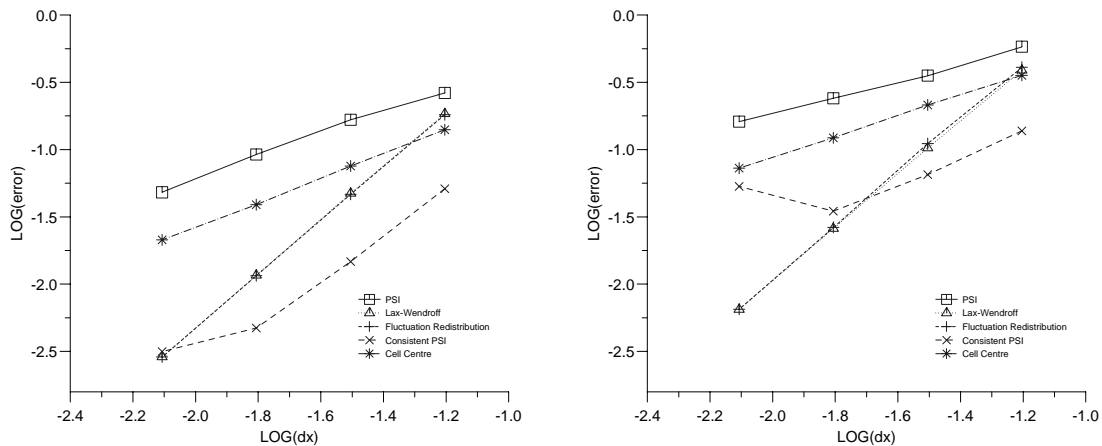 0.0
-0.5
-1.0
-1.5
-2.0
-2.5
LOG(error)
-2.4
-2.2
-2.0
-1.8
-1.6
-1.4
-1.2
-1.0
LOG(dx)
PSI
Lax-Wendroff
Fluctuation Redistribution
Consistent PSI
Cell Centre
0.0
-0.5
-1.0
-1.5
-2.0
-2.5
LOG(error)
-2.4
-2.2
-2.0
-1.8
-1.6
-1.4
-1.2
-1.0
LOG(dx)
PSI
Lax-Wendroff
Fluctuation Redistribution
Consistent PSI
Cell Centre